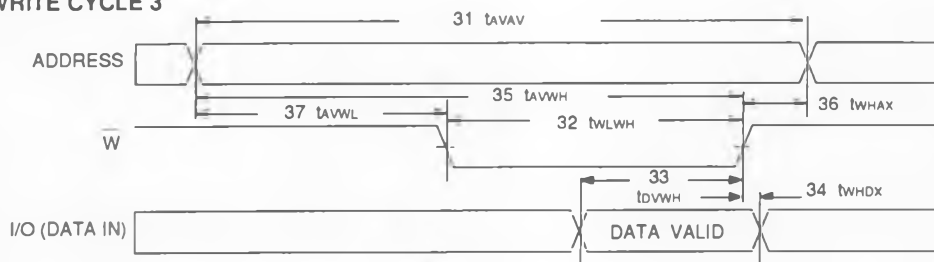 WRITE CYCLE 3
31 tAVAV
ADDRESS
35 tAVWH
36 tWHAX
37 tAVWL
32 tWLWH
W
33
tDVWH
34 tWHDX
I/O (DATA IN)
DATA VALID